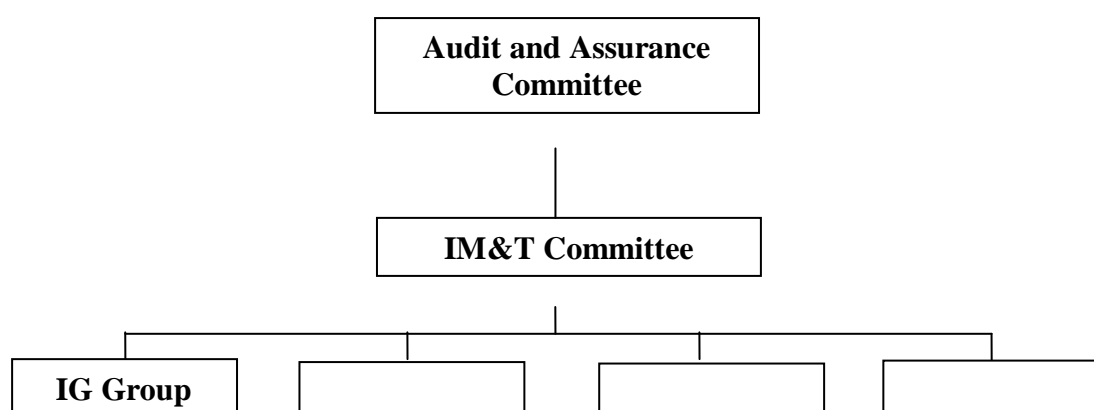 Audit and Assurance
Committee
IM&T Committee
IG Group